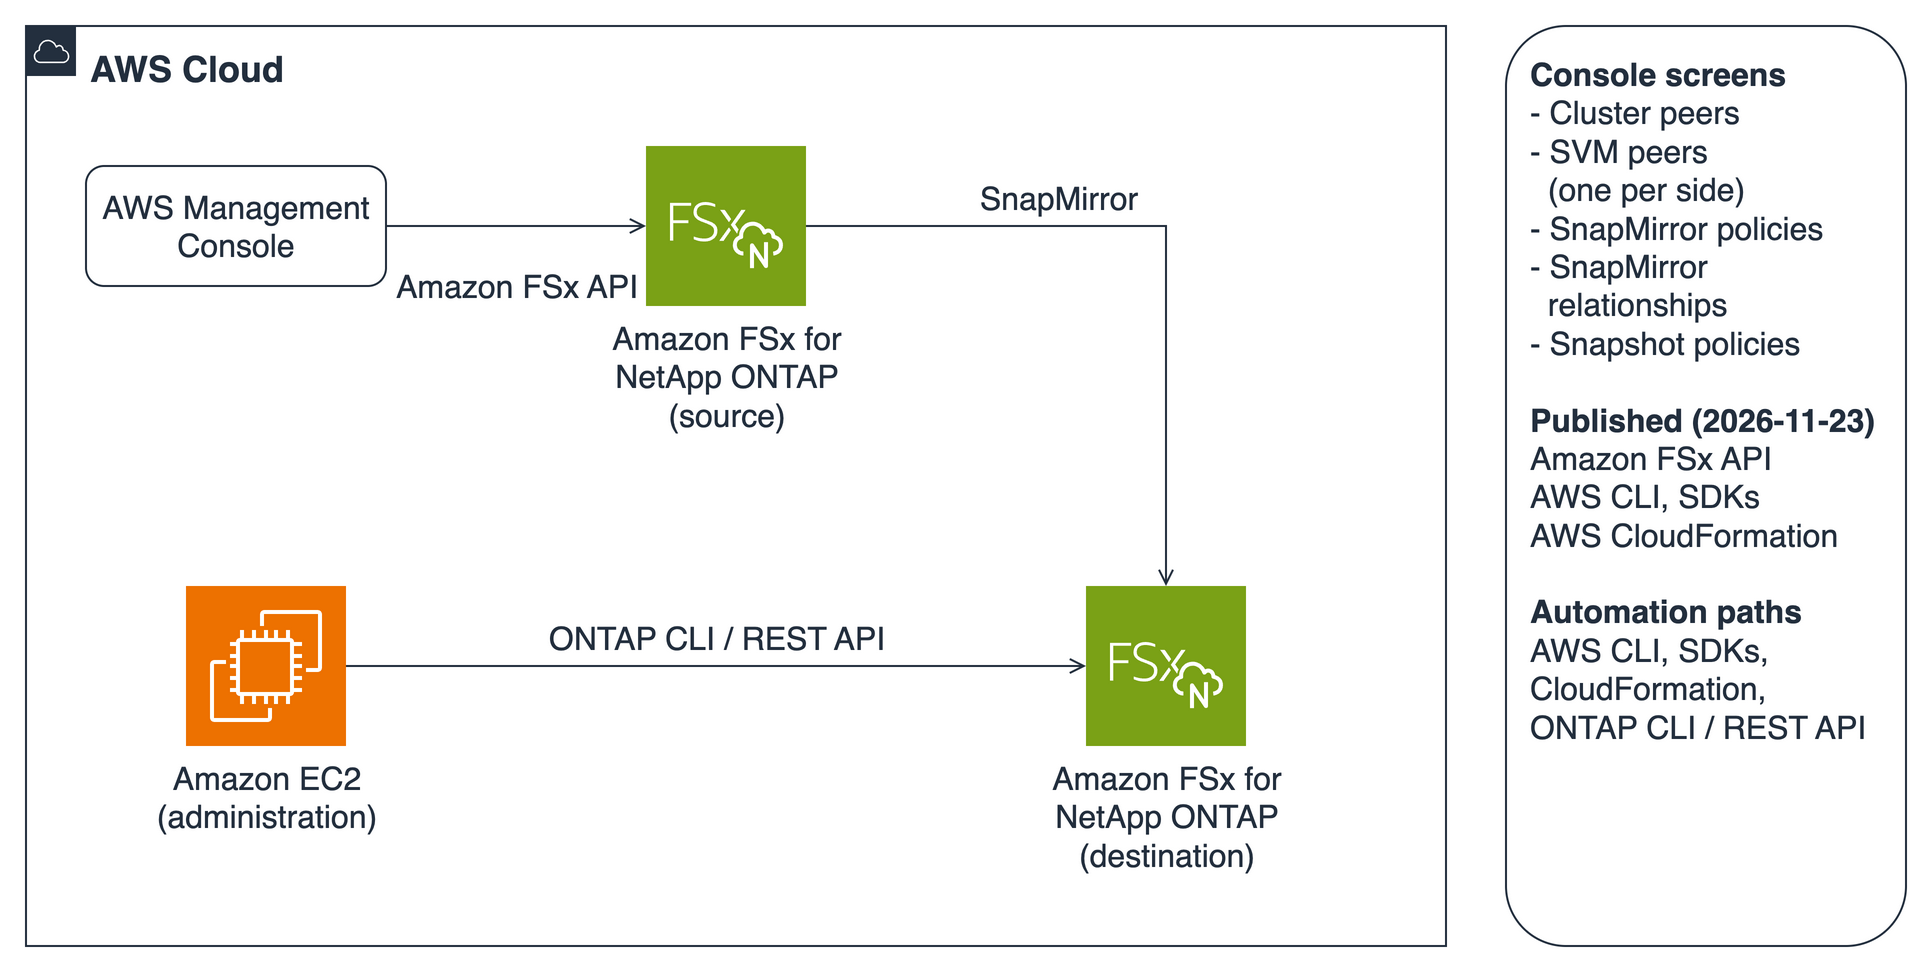 AWS Cloud
AWS Management
Console
Amazon FSx API
FSx
N
Amazon FSx for
NetApp ONTAP
(source)
SnapMirror
Amazon EC2
(administration)
ONTAP CLI / REST API
FSx
N
Amazon FSx for
NetApp ONTAP
(destination)
Console screens
- Cluster peers
- SVM peers
(one per side)
- SnapMirror policies
- SnapMirror
relationships
- Snapshot policies
Published (2026-11-23)
Amazon FSx API
AWS CLI, SDKs
AWS CloudFormation
Automation paths
AWS CLI, SDKs,
CloudFormation,
ONTAP CLI / REST API